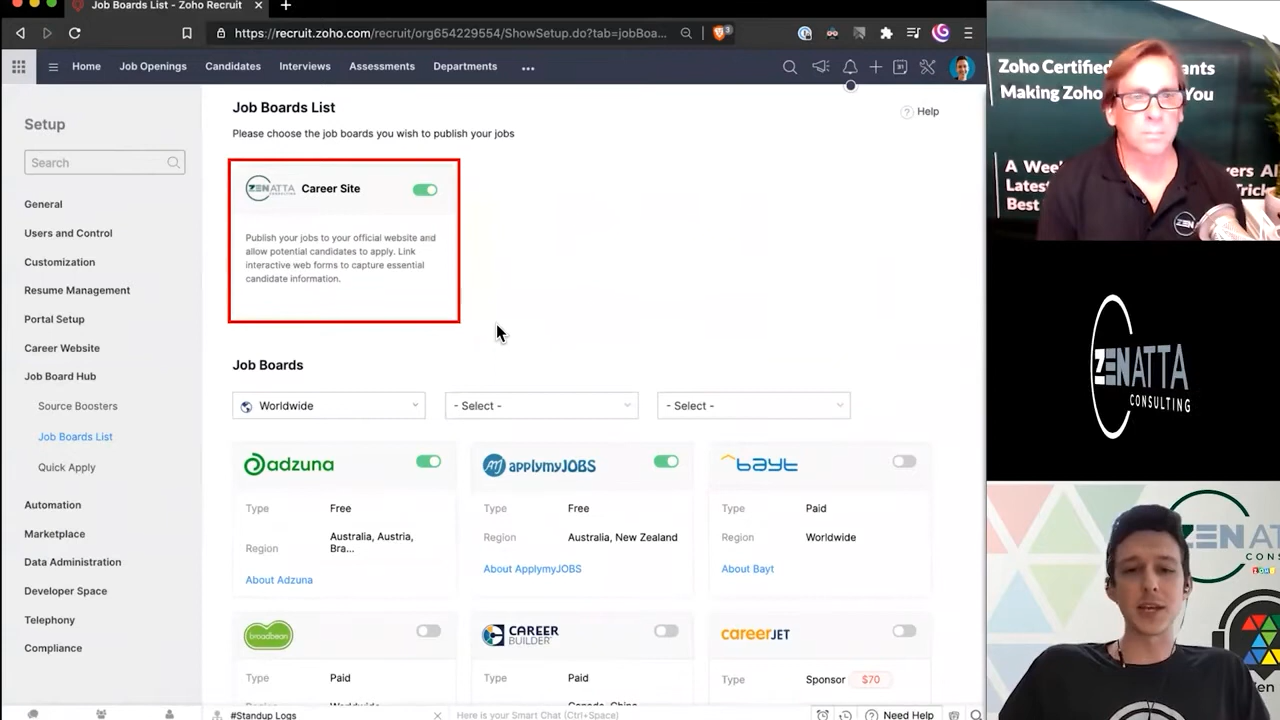 Job Boards List - Zoho Recruit
https://recruit.zoho.com/recruit/org654229554/ShowSetup.do?tab=jobBoa...
3
Home Job Openings Candidates Interviews Assessments Departments ...
Setup
Search
General
Users and Control
Customization
Resume Management
Portal Setup
Career Website
Job Board Hub
Source Boosters
Job Boards List
Quick Apply
Automation
Marketplace
Data Administration
Developer Space
Telephony
Compliance
Job Boards List
Help
Please choose the job boards you wish to publish your jobs
ZENATTA
CONSULTING
Career Site
Publish your jobs to your official website and
allow potential candidates to apply. Link
interactive web forms to capture essential
candidate information.
Job Boards
Worldwide
- Select -
- Select -
adzuna
Type Free
Region Australia, Austria,
Bra...
About Adzuna
applymyJOBS
Type Free
Region Australia, New Zealand
About ApplymyJOBS
bayt
Type Paid
Region Worldwide
About Bayt
broadbean
Type Paid
CAREER
BUILDER
Type Paid
careerJET
Type Sponsor $70
#Standup Logs
Here is your Smart Chat (Ctrl+Space)
Need Help
Zoho Certified
Making Zoho
You
A Wee
Best
ZENATTA
CONSULTING